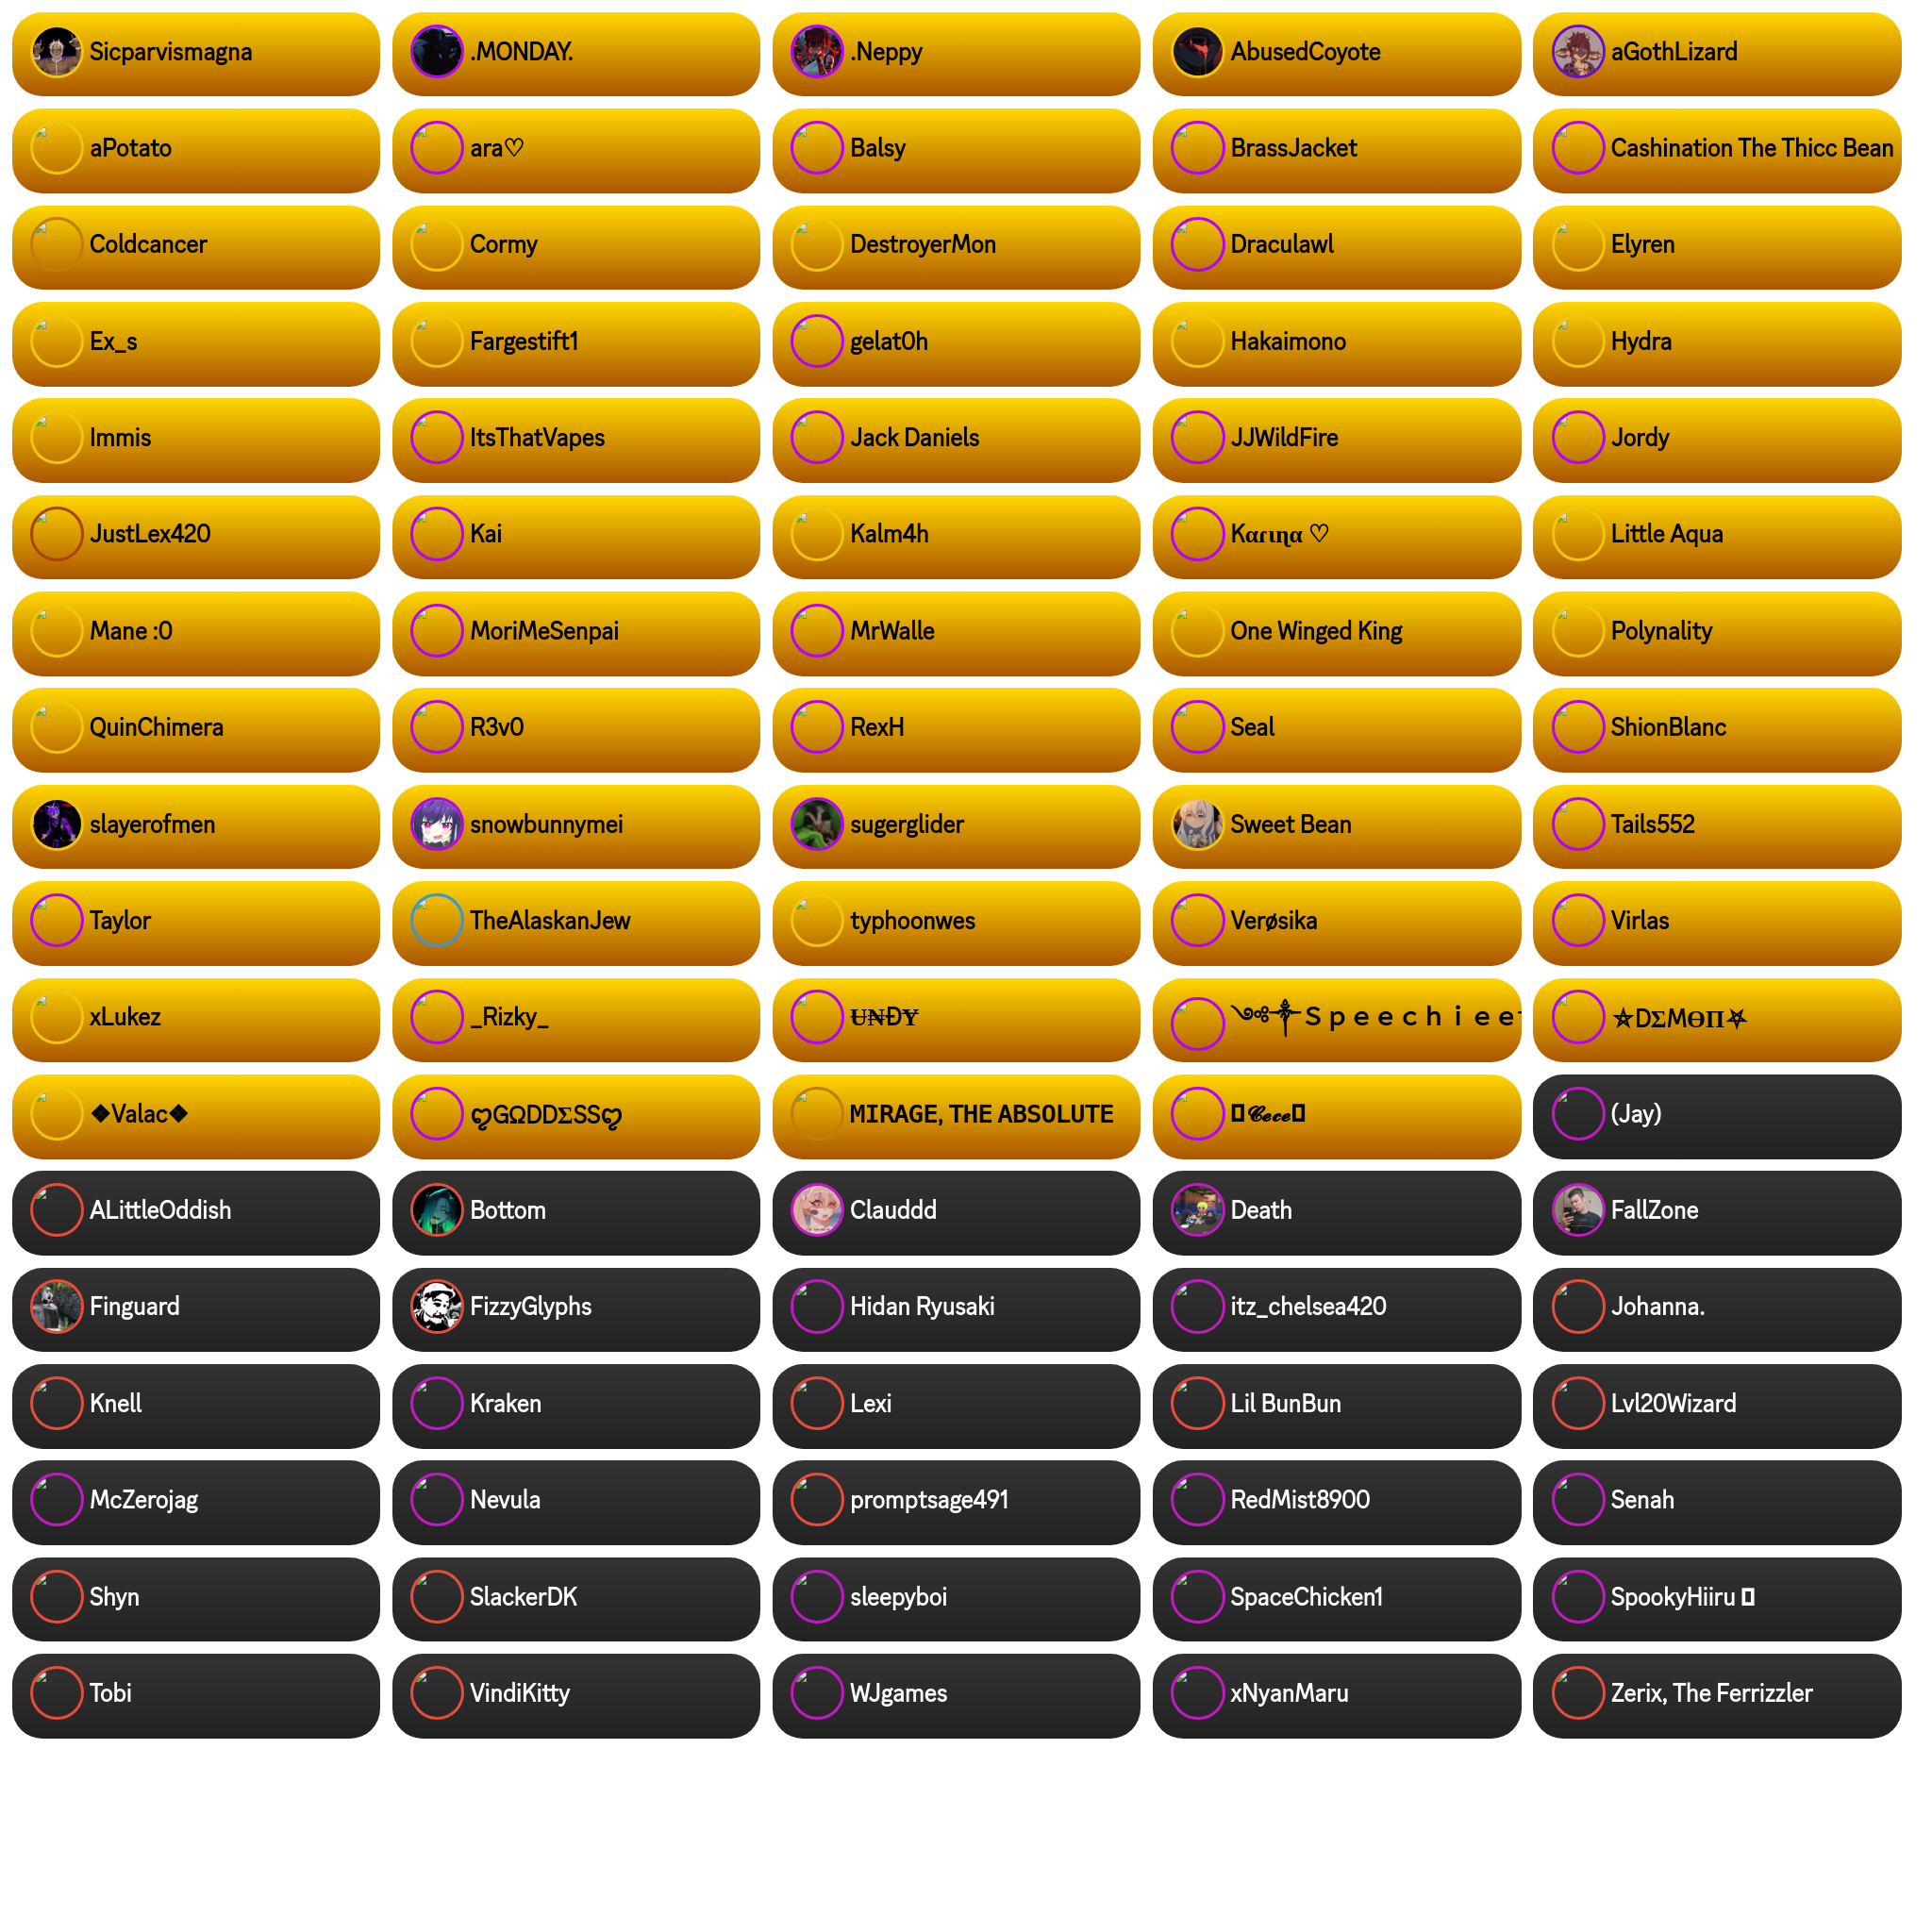 Sicparvismagna
.MONDAY.
.Neppy
AbusedCoyote
aGothLizard
aPotato
ara♡
Balsy
BrassJacket
Cashination The Thicc Bean
Coldcancer
Cormy
DestroyerMon
Draculawl
Elyren
Ex_s
Fargestift1
gelat0h
Hakaimono
Hydra
Immis
ItsThatVapes
Jack Daniels
JJWildFire
Jordy
JustLex420
Kai
Kalm4h
Kαɾιɳα ♡
Little Aqua
Mane :0
MoriMeSenpai
MrWalle
One Winged King
Polynality
QuinChimera
R3v0
RexH
Seal
ShionBlanc
slayerofmen
snowbunnymei
sugerglider
Sweet Bean
Tails552
Taylor
TheAlaskanJew
typhoonwes
Verøsika
Virlas
xLukez
_Rizky_
U̶₦ĐɎ
༺✞Ｓｐｅｅｃｈｉｅｅ
⛤DΣMӨП⛧
❖Valac❖
ღGΩDDΣSSღ
MIRAGE, THE ABSOLUTE
𝓒𝓮𝓬𝓮
(Jay)
ALittleOddish
Bottom
Clauddd
Death
FallZone
Finguard
FizzyGlyphs
Hidan Ryusaki
itz_chelsea420
Johanna.
Knell
Kraken
Lexi
Lil BunBun
Lvl20Wizard
McZerojag
Nevula
promptsage491
RedMist8900
Senah
Shyn
SlackerDK
sleepyboi
SpaceChicken1
SpookyHiiru
Tobi
VindiKitty
WJgames
xNyanMaru
Zerix, The Ferrizzler